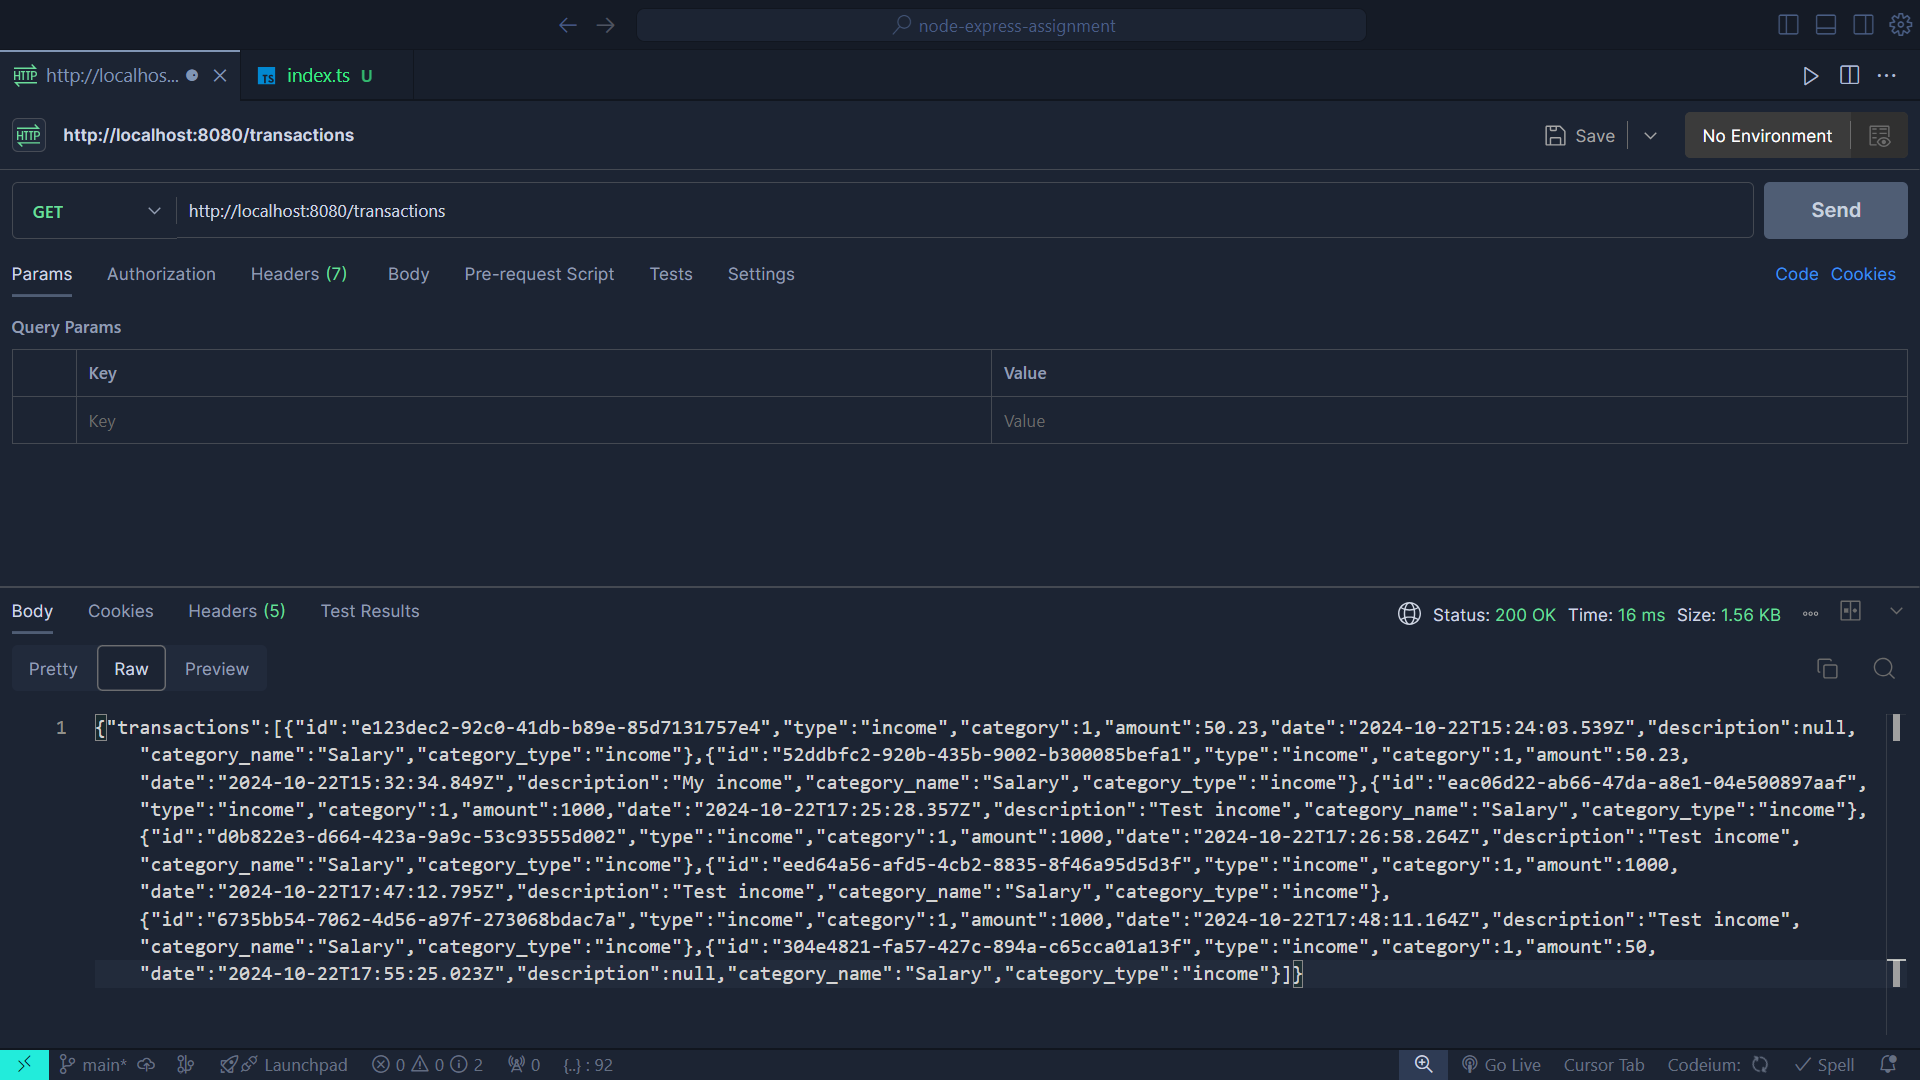 node-express-assignment
HTTP http://localhos...
TS index.ts U
HTTP http://localhost:8080/transactions
Save
No Environment
GET
http://localhost:8080/transactions
Send
Params Authorization Headers (7) Body Pre-request Script Tests Settings
Code Cookies
Query Params
Key Value
Key Value
Body Cookies Headers (5) Test Results
Status: 200 OK Time: 16 ms Size: 1.56 KB
Pretty Raw Preview
1 {"transactions":[{"id":"e123dec2-92c0-41db-b89e-85d7131757e4","type":"income","category":1,"amount":50.23,"date":"2024-10-22T15:24:03.539Z","description":null,
"category_name":"Salary","category_type":"income"},{"id":"52ddbfc2-920b-435b-9002-b300085befa1","type":"income","category":1,"amount":50.23,
"date":"2024-10-22T15:32:34.849Z","description":"My income","category_name":"Salary","category_type":"income"},{"id":"eac06d22-ab66-47da-a8e1-04e500897aaf",
"type":"income","category":1,"amount":1000,"date":"2024-10-22T17:25:28.357Z","description":"Test income","category_name":"Salary","category_type":"income"},
{"id":"d0b822e3-d664-423a-9a9c-53c93555d002","type":"income","category":1,"amount":1000,"date":"2024-10-22T17:26:58.264Z","description":"Test income",
"category_name":"Salary","category_type":"income"},{"id":"eed64a56-afd5-4cb2-8835-8f46a95d5d3f","type":"income","category":1,"amount":1000,
"date":"2024-10-22T17:47:12.795Z","description":"Test income","category_name":"Salary","category_type":"income"},
{"id":"6735bb54-7062-4d56-a97f-273068bdac7a","type":"income","category":1,"amount":1000,"date":"2024-10-22T17:48:11.164Z","description":"Test income",
"category_name":"Salary","category_type":"income"},{"id":"304e4821-fa57-427c-894a-c65cca01a13f","type":"income","category":1,"amount":50,
"date":"2024-10-22T17:55:25.023Z","description":null,"category_name":"Salary","category_type":"income"}]}
main* Launchpad 0 0 2 0 {..} : 92 Go Live Cursor Tab Codeium: Spell